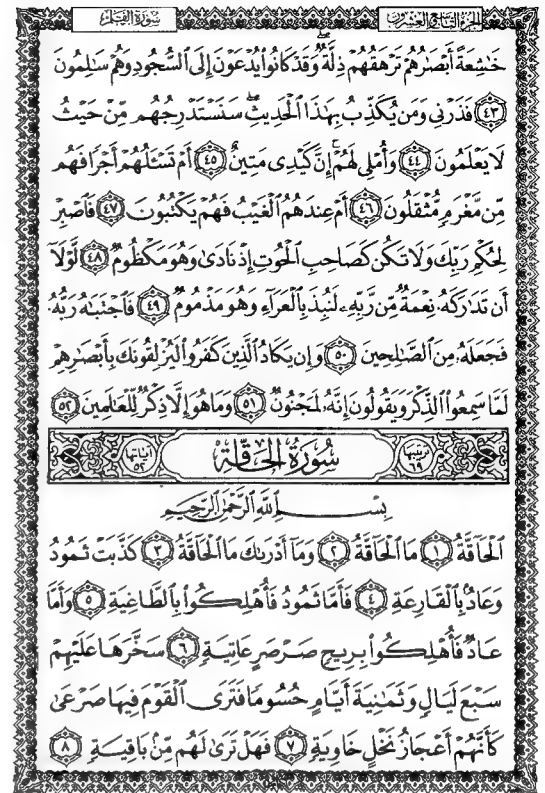 الجزء التاسع والعشرون
سورة القلم
خَٰشِعَةً أَبْصَٰرُهُمْ تَرْهَقُهُمْ ذِلَّةٌ ۖ وَقَدْ كَانُوا۟ يُدْعَوْنَ إِلَى ٱلسُّجُودِ وَهُمْ سَٰلِمُونَ
﴿٤٣﴾ فَذَرْنِى وَمَن يُكَذِّبُ بِهَٰذَا ٱلْحَدِيثِ ۖ سَنَسْتَدْرِجُهُم مِّنْ حَيْثُ
لَا يَعْلَمُونَ ﴿٤٤﴾ وَأُمْلِى لَهُمْ ۚ إِنَّ كَيْدِى مَتِينٌ ﴿٤٥﴾ أَمْ تَسْـَٔلُهُمْ أَجْرًا فَهُم
مِّن مَّغْرَمٍ مُّثْقَلُونَ ﴿٤٦﴾ أَمْ عِندَهُمُ ٱلْغَيْبُ فَهُمْ يَكْتُبُونَ ﴿٤٧﴾ فَٱصْبِرْ
لِحُكْمِ رَبِّكَ وَلَا تَكُن كَصَاحِبِ ٱلْحُوتِ إِذْ نَادَىٰ وَهُوَ مَكْظُومٌ ﴿٤٨﴾ لَّوْلَآ
أَن تَدَٰرَكَهُۥ نِعْمَةٌ مِّن رَّبِّهِۦ لَنُبِذَ بِٱلْعَرَآءِ وَهُوَ مَذْمُومٌ ﴿٤٩﴾ فَٱجْتَبَٰهُ رَبُّهُۥ
فَجَعَلَهُۥ مِنَ ٱلصَّٰلِحِينَ ﴿٥٠﴾ وَإِن يَكَادُ ٱلَّذِينَ كَفَرُوا۟ لَيُزْلِقُونَكَ بِأَبْصَٰرِهِمْ
لَمَّا سَمِعُوا۟ ٱلذِّكْرَ وَيَقُولُونَ إِنَّهُۥ لَمَجْنُونٌ ﴿٥١﴾ وَمَا هُوَ إِلَّا ذِكْرٌ لِّلْعَٰلَمِينَ ﴿٥٢﴾
ترتيبها ٦٩ سُورَةُ الحَاقَّةِ آياتها ٥٢
بِسْمِ ٱللَّهِ ٱلرَّحْمَٰنِ ٱلرَّحِيمِ
ٱلْحَآقَّةُ ﴿١﴾ مَا ٱلْحَآقَّةُ ﴿٢﴾ وَمَآ أَدْرَىٰكَ مَا ٱلْحَآقَّةُ ﴿٣﴾ كَذَّبَتْ ثَمُودُ
وَعَادٌۢ بِٱلْقَارِعَةِ ﴿٤﴾ فَأَمَّا ثَمُودُ فَأُهْلِكُوا۟ بِٱلطَّاغِيَةِ ﴿٥﴾ وَأَمَّا
عَادٌ فَأُهْلِكُوا۟ بِرِيحٍ صَرْصَرٍ عَاتِيَةٍ ﴿٦﴾ سَخَّرَهَا عَلَيْهِمْ
سَبْعَ لَيَالٍ وَثَمَٰنِيَةَ أَيَّامٍ حُسُومًا فَتَرَى ٱلْقَوْمَ فِيهَا صَرْعَىٰ
كَأَنَّهُمْ أَعْجَازُ نَخْلٍ خَاوِيَةٍ ﴿٧﴾ فَهَلْ تَرَىٰ لَهُم مِّنۢ بَاقِيَةٍ ﴿٨﴾